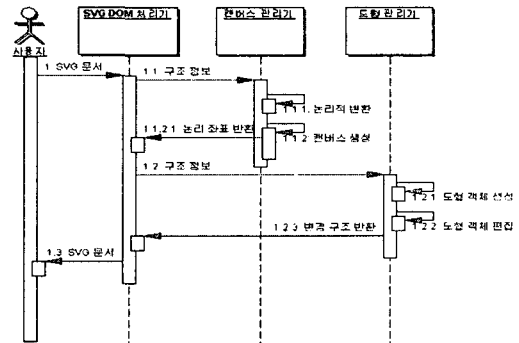 SVG DOM 처리기
캔버스 관리기
도형 관리기
사용자
1. SVG 문서
1.1. 구조 정보
1.1.1. 논리적 변환
1.1.2.1. 논리 좌표 반환
1.1.2. 캔버스 생성
1.2. 구조 정보
1.2.1. 도형 객체 생성
1.2.2. 도형 객체 편집
1.2.3. 변경 구조 반환
1.3. SVG 문서